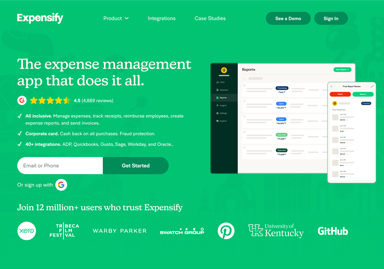 Expensify
Product
Integrations
Case Studies
See a Demo
Sign In
The expense management
app that does it all.
4.5 (4,889 reviews)
All inclusive. Manage expenses, track receipts, reimburse employees, create
expense reports, and send invoices.
Corporate card. Cash back on all purchases. Fraud protection.
40+ integrations. ADP, Quickbooks, Gusto, Sage, Workday, and Oracle...
Email or Phone
Get Started
Or sign up with
Reports
Join 12 million+ users who trust Expensify
xero
TRIBECA
FILM
FESTIVAL
WARBY PARKER
SWATCH GROUP
University of
Kentucky
GitHub